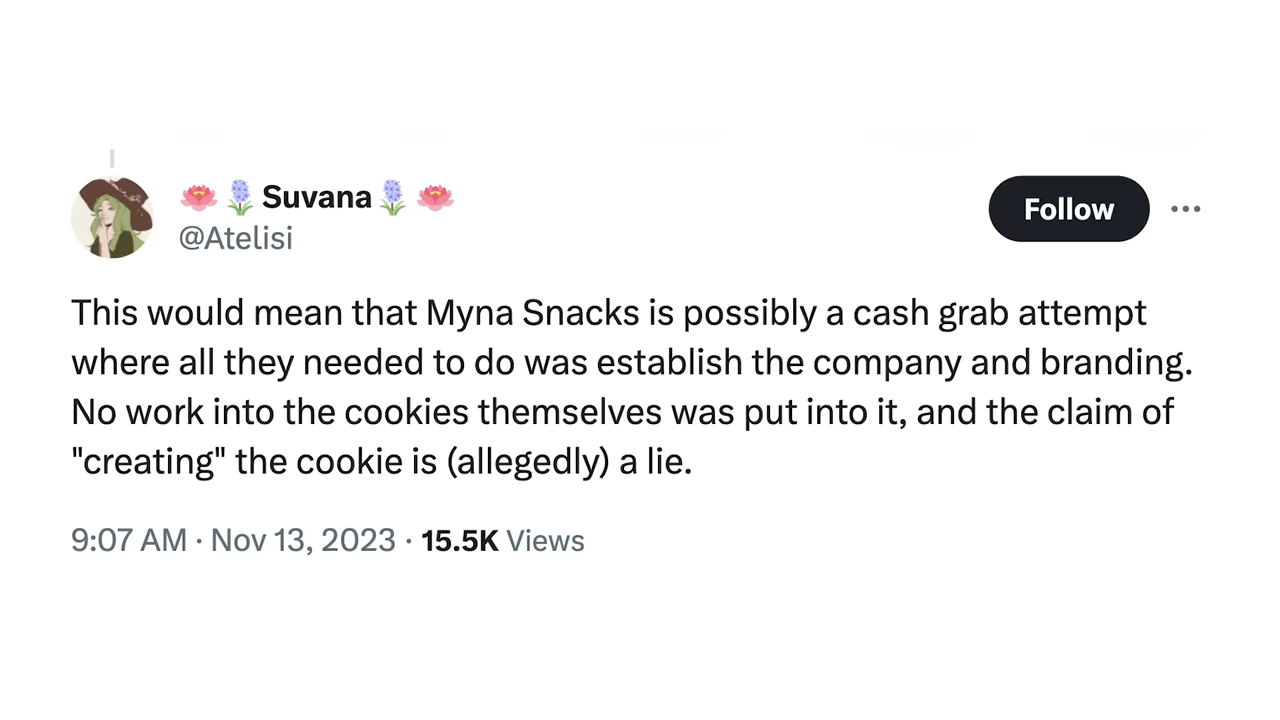 🪷🪻Suvana🪻🪷
@Atelisi
Follow
This would mean that Myna Snacks is possibly a cash grab attempt
where all they needed to do was establish the company and branding.
No work into the cookies themselves was put into it, and the claim of
"creating" the cookie is (allegedly) a lie.
9:07 AM · Nov 13, 2023 · 15.5K Views